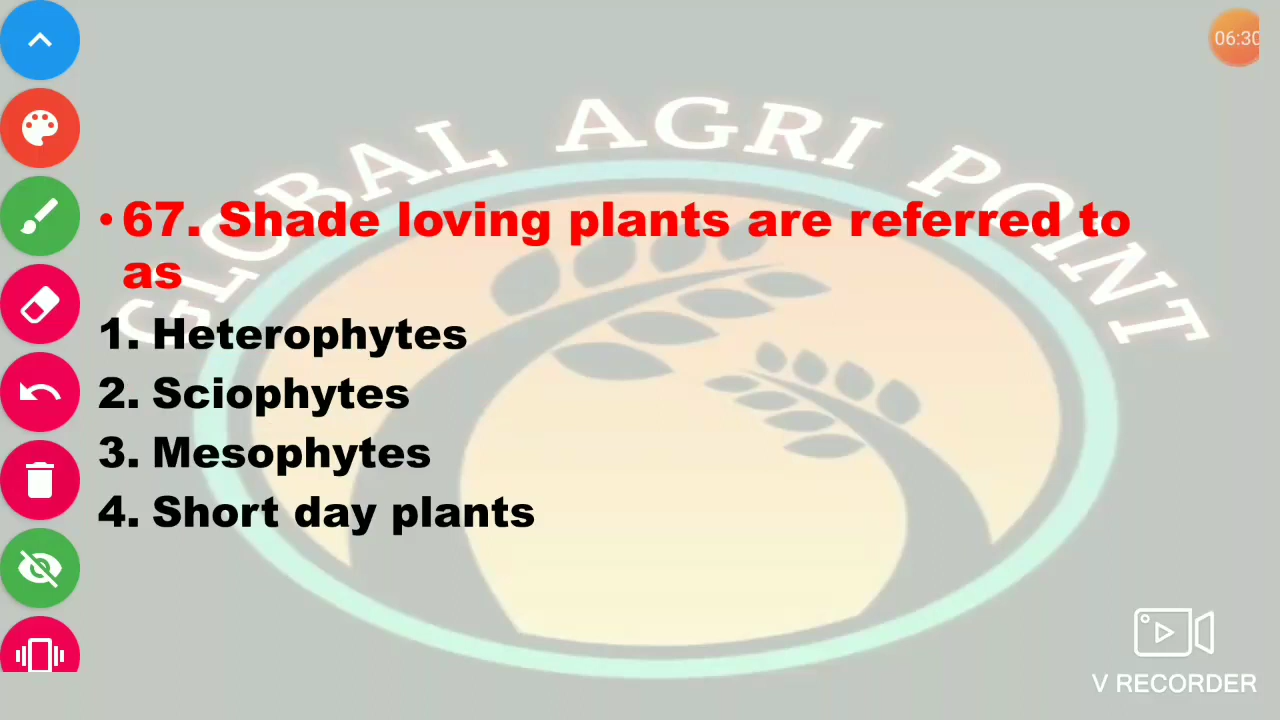 06:30
GLOBAL AGRI POINT
• 67. Shade loving plants are referred to
as
1. Heterophytes
2. Sciophytes
3. Mesophytes
4. Short day plants
V RECORDER